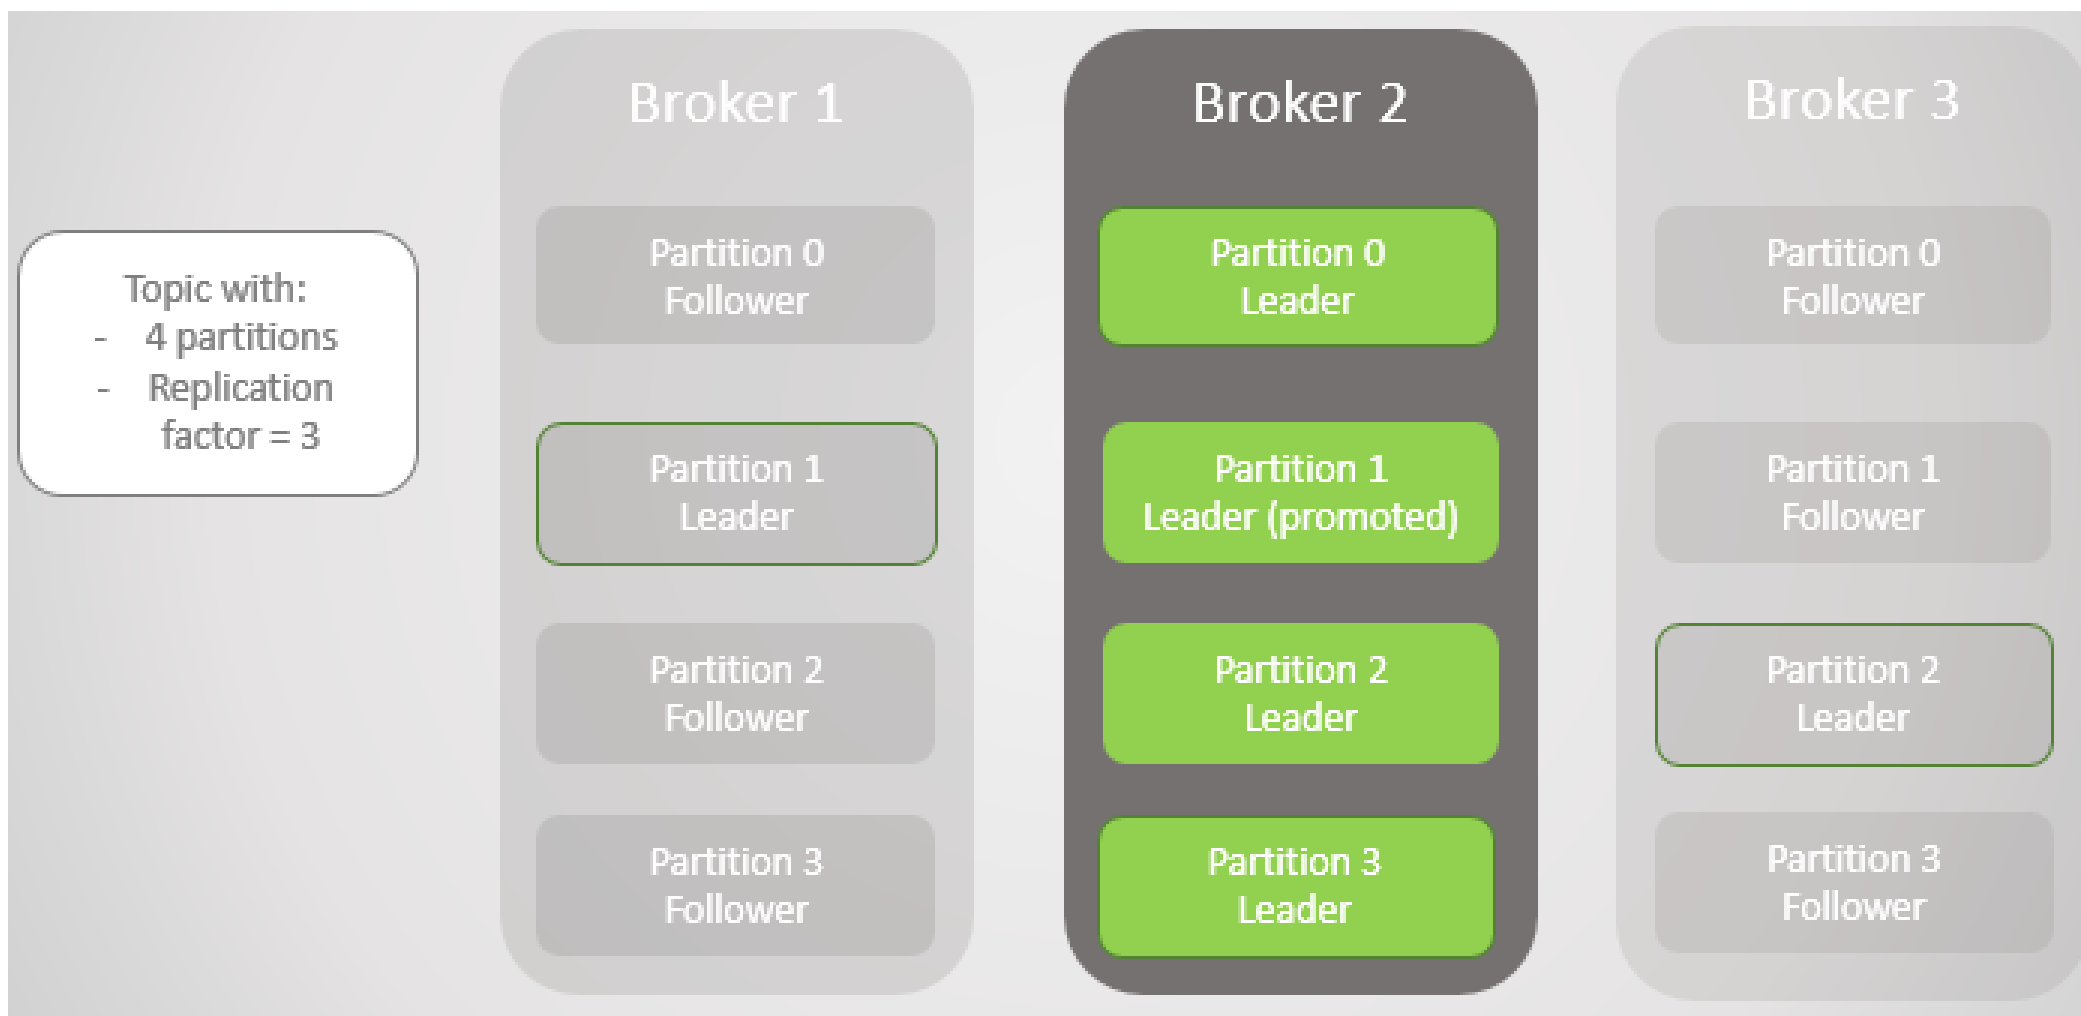 Topic with:
- 4 partitions
- Replication
factor = 3
Broker 1
Partition 0
Follower
Partition 1
Leader
Partition 2
Follower
Partition 3
Follower
Broker 2
Partition 0
Leader
Partition 1
Leader (promoted)
Partition 2
Leader
Partition 3
Leader
Broker 3
Partition 0
Follower
Partition 1
Follower
Partition 2
Leader
Partition 3
Follower